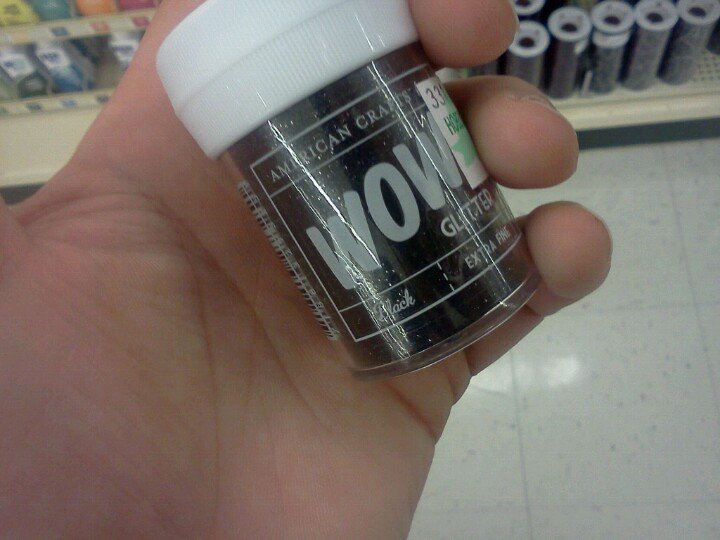 AMERICAN CRAFTS
WOW
GLITTER
EXTRA FINE
Black